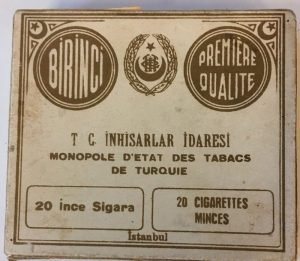 BİRİNCİ
PREMIÈRE
QUALITÉ
T C. İNHİSARLAR İDARESİ
MONOPOLE D'ETAT DES TABACS
DE TURQUIE
20 İnce Sigara
20 CIGARETTES
MINCES
İstanbul